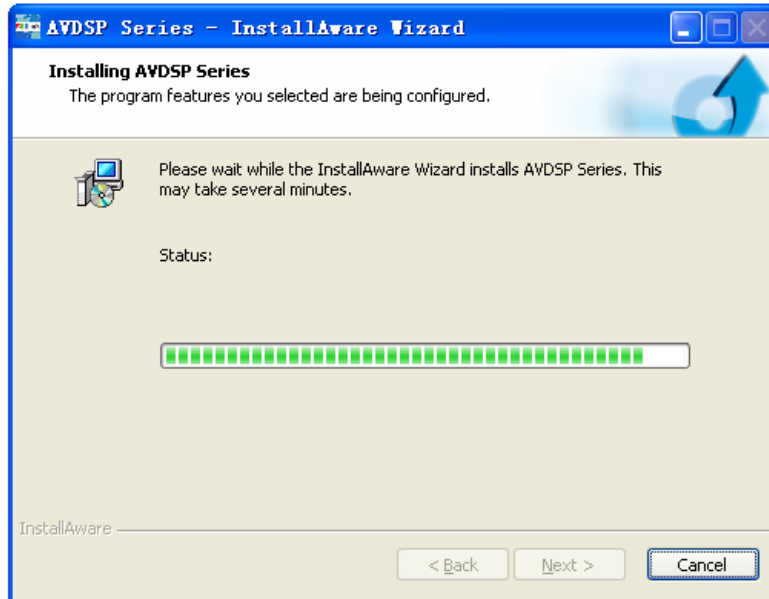 AVDSP Series - InstallAware Wizard
Installing AVDSP Series
The program features you selected are being configured.
Please wait while the InstallAware Wizard installs AVDSP Series. This
may take several minutes.
Status:
InstallAware
< Back
Next >
Cancel